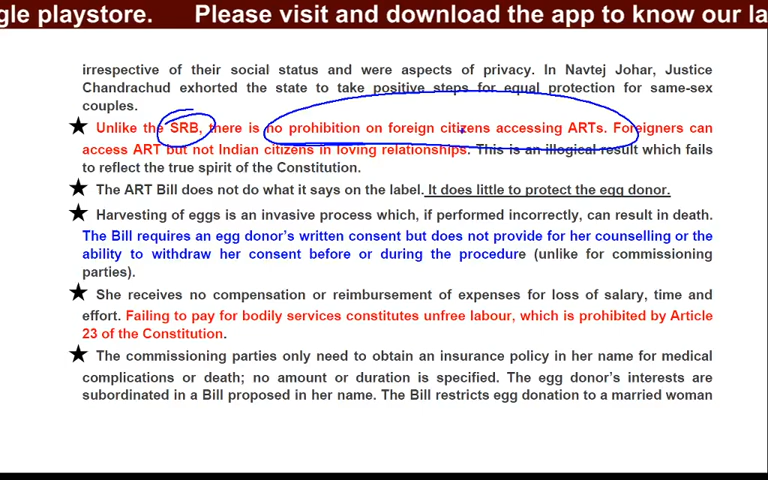 gle playstore. Please visit and download the app to know our la
irrespective of their social status and were aspects of privacy. In Navtej Johar, Justice
Chandrachud exhorted the state to take positive steps for equal protection for same-sex
couples.
★ Unlike the SRB, there is no prohibition on foreign citizens accessing ARTs. Foreigners can
access ART but not Indian citizens in loving relationships. This is an illogical result which fails
to reflect the true spirit of the Constitution.
★ The ART Bill does not do what it says on the label. It does little to protect the egg donor.
★ Harvesting of eggs is an invasive process which, if performed incorrectly, can result in death.
The Bill requires an egg donor's written consent but does not provide for her counselling or the
ability to withdraw her consent before or during the procedure (unlike for commissioning
parties).
★ She receives no compensation or reimbursement of expenses for loss of salary, time and
effort. Failing to pay for bodily services constitutes unfree labour, which is prohibited by Article
23 of the Constitution.
★ The commissioning parties only need to obtain an insurance policy in her name for medical
complications or death; no amount or duration is specified. The egg donor's interests are
subordinated in a Bill proposed in her name. The Bill restricts egg donation to a married woman